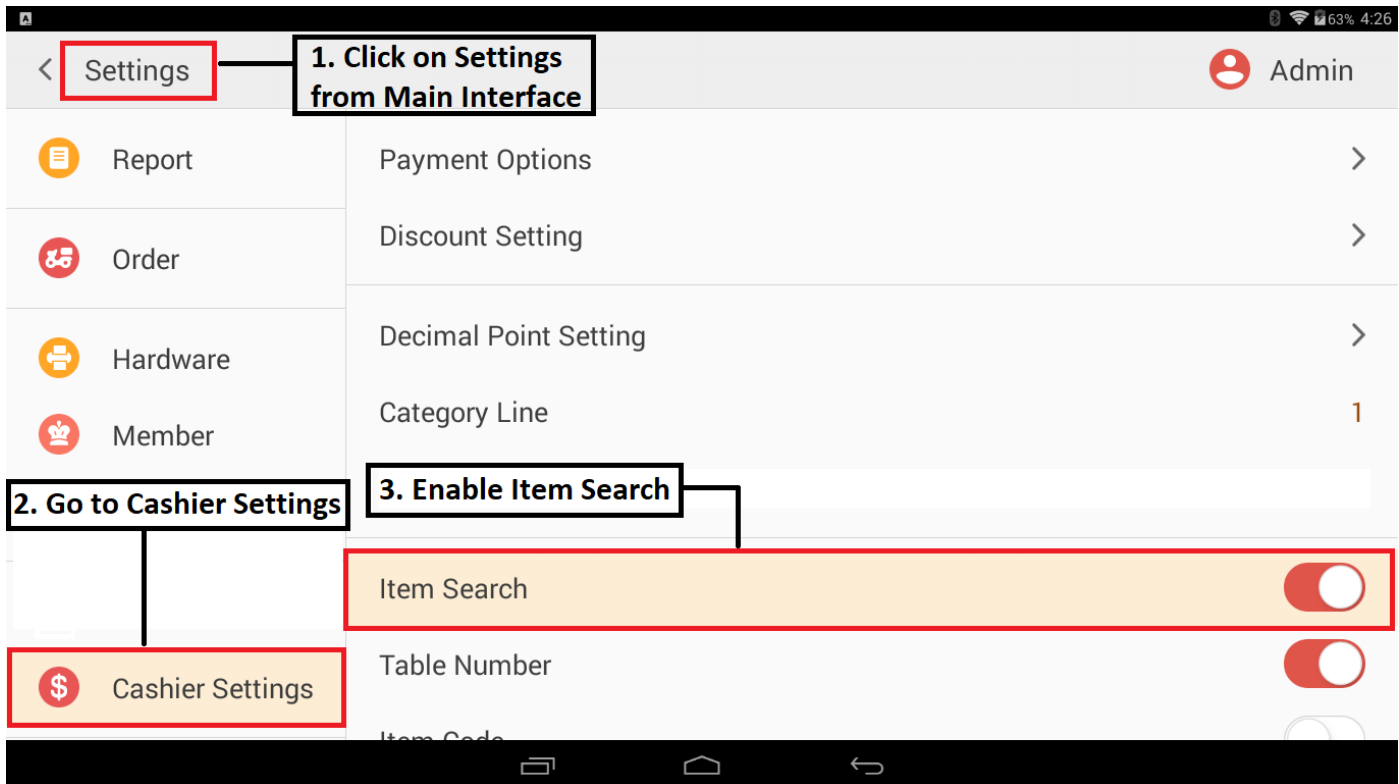 63% 4:26
Settings
1. Click on Settings
from Main Interface
Admin
Report
Order
Hardware
Member
2. Go to Cashier Settings
Cashier Settings
Payment Options
Discount Setting
Decimal Point Setting
Category Line 1
3. Enable Item Search
Item Search
Table Number
Item Code